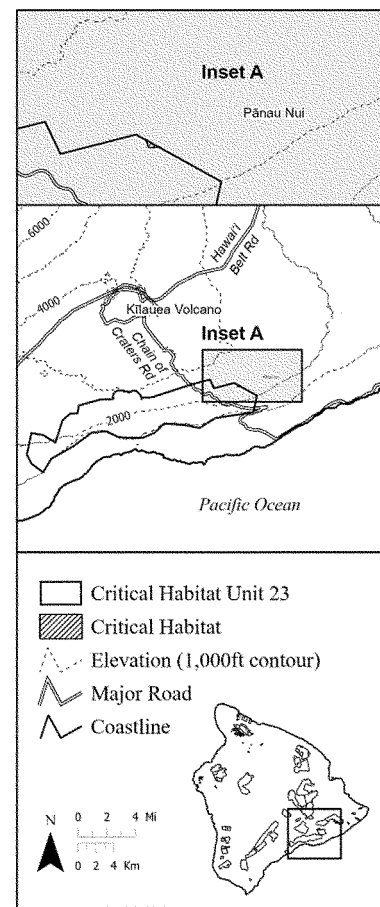 Inset A
Pānau Nui
6000
Hawai'i
Belt Rd
4000
Kīlauea Volcano
Chain of
Craters Rd
Inset A
2000
Pacific Ocean
Critical Habitat Unit 23
Critical Habitat
Elevation (1,000ft contour)
Major Road
Coastline
N
0 2 4 Mi
0 2 4 Km